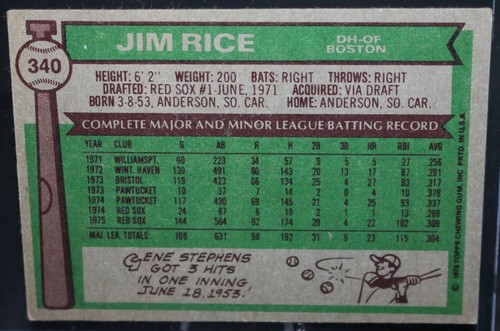 340
JIM RICE
DH-OF
BOSTON
HEIGHT: 6' 2" WEIGHT: 200 BATS: RIGHT THROWS: RIGHT
DRAFTED: RED SOX #1-JUNE, 1971 ACQUIRED: VIA DRAFT
BORN 3-8-53, ANDERSON, SO. CAR. HOME: ANDERSON, SO. CAR.
COMPLETE MAJOR AND MINOR LEAGUE BATTING RECORD
YEAR CLUB G AB R H 2B 3B HR RBI AVG
1971 WILLIAMSPT. 60 223 34 57 9 5 5 27 .256
1972 WINT. HAVEN 130 491 80 143 20 13 17 87 .291
1973 BRISTOL 119 423 66 134 25 4 27 93 .317
1973 PAWTUCKET 10 37 7 14 2 0 4 10 .378
1974 PAWTUCKET 117 430 69 145 21 4 25 93 .337
1974 RED SOX 24 67 6 18 2 1 1 13 .269
1975 RED SOX 144 564 92 174 29 4 22 102 .309
MAJ. LEA. TOTALS: 168 631 98 192 31 5 23 115 .304
GENE STEPHENS
GOT 3 HITS
IN ONE INNING,
JUNE 18, 1953.
© 1976 TOPPS CHEWING GUM, INC. PRTD. IN U.S.A.